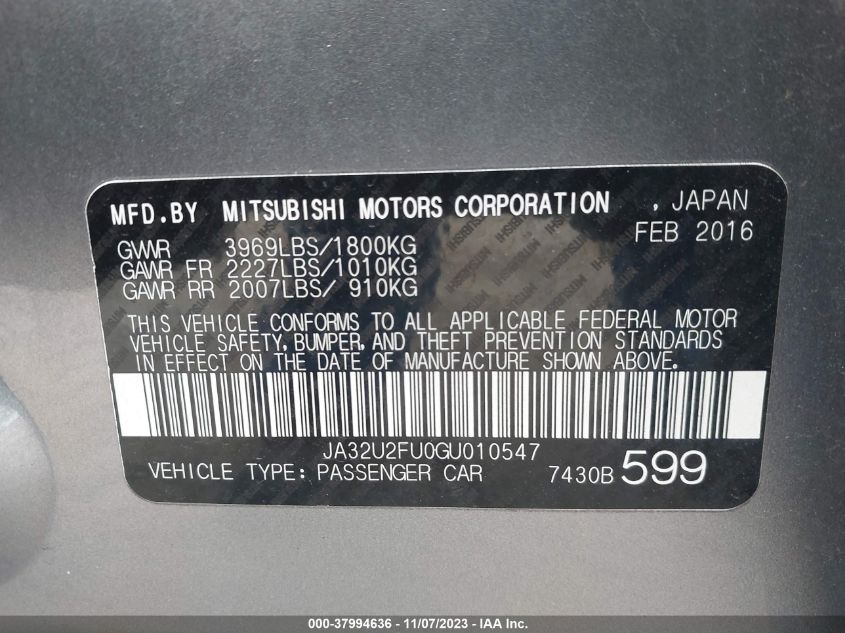 MFD.BY MITSUBISHI MOTORS CORPORATION , JAPAN
FEB 2016
GVWR 3969LBS/1800KG
GAWR FR 2227LBS/1010KG
GAWR RR 2007LBS/ 910KG
THIS VEHICLE CONFORMS TO ALL APPLICABLE FEDERAL MOTOR
VEHICLE SAFETY, BUMPER, AND THEFT PREVENTION STANDARDS
IN EFFECT ON THE DATE OF MANUFACTURE SHOWN ABOVE.
JA32U2FU0GU010547
VEHICLE TYPE: PASSENGER CAR 7430B 599
000-37994636 - 11/07/2023 - IAA Inc.